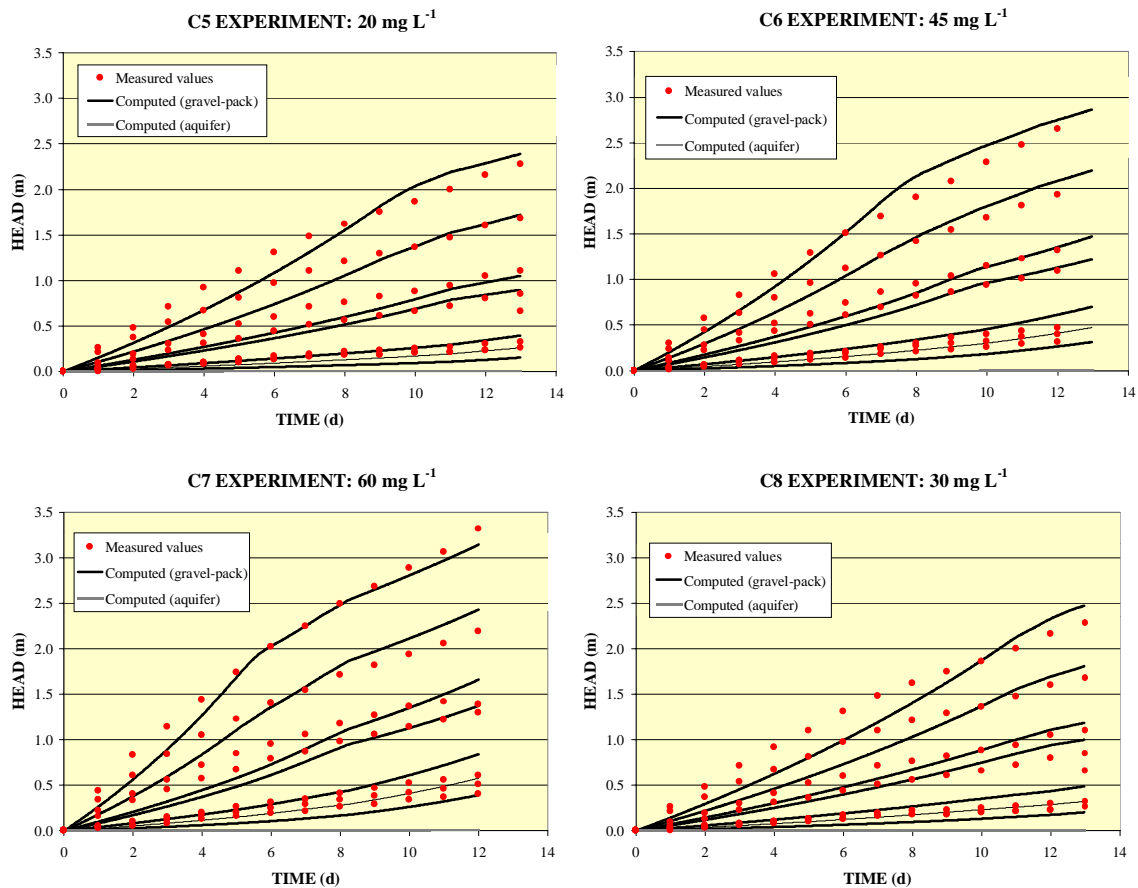 C5 EXPERIMENT: 20 mg L-1
3.5
3.0
2.5
2.0
1.5
1.0
0.5
0.0
HEAD (m)
Measured values
Computed (gravel-pack)
Computed (aquifer)
0 2 4 6 8 10 12 14
TIME (d)
C6 EXPERIMENT: 45 mg L-1
3.5
3.0
2.5
2.0
1.5
1.0
0.5
0.0
HEAD (m)
Measured values
Computed (gravel-pack)
Computed (aquifer)
0 2 4 6 8 10 12 14
TIME (d)
C7 EXPERIMENT: 60 mg L-1
3.5
3.0
2.5
2.0
1.5
1.0
0.5
0.0
HEAD (m)
Measured values
Computed (gravel-pack)
Computed (aquifer)
0 2 4 6 8 10 12 14
TIME (d)
C8 EXPERIMENT: 30 mg L-1
3.5
3.0
2.5
2.0
1.5
1.0
0.5
0.0
HEAD (m)
Measured values
Computed (gravel-pack)
Computed (aquifer)
0 2 4 6 8 10 12 14
TIME (d)